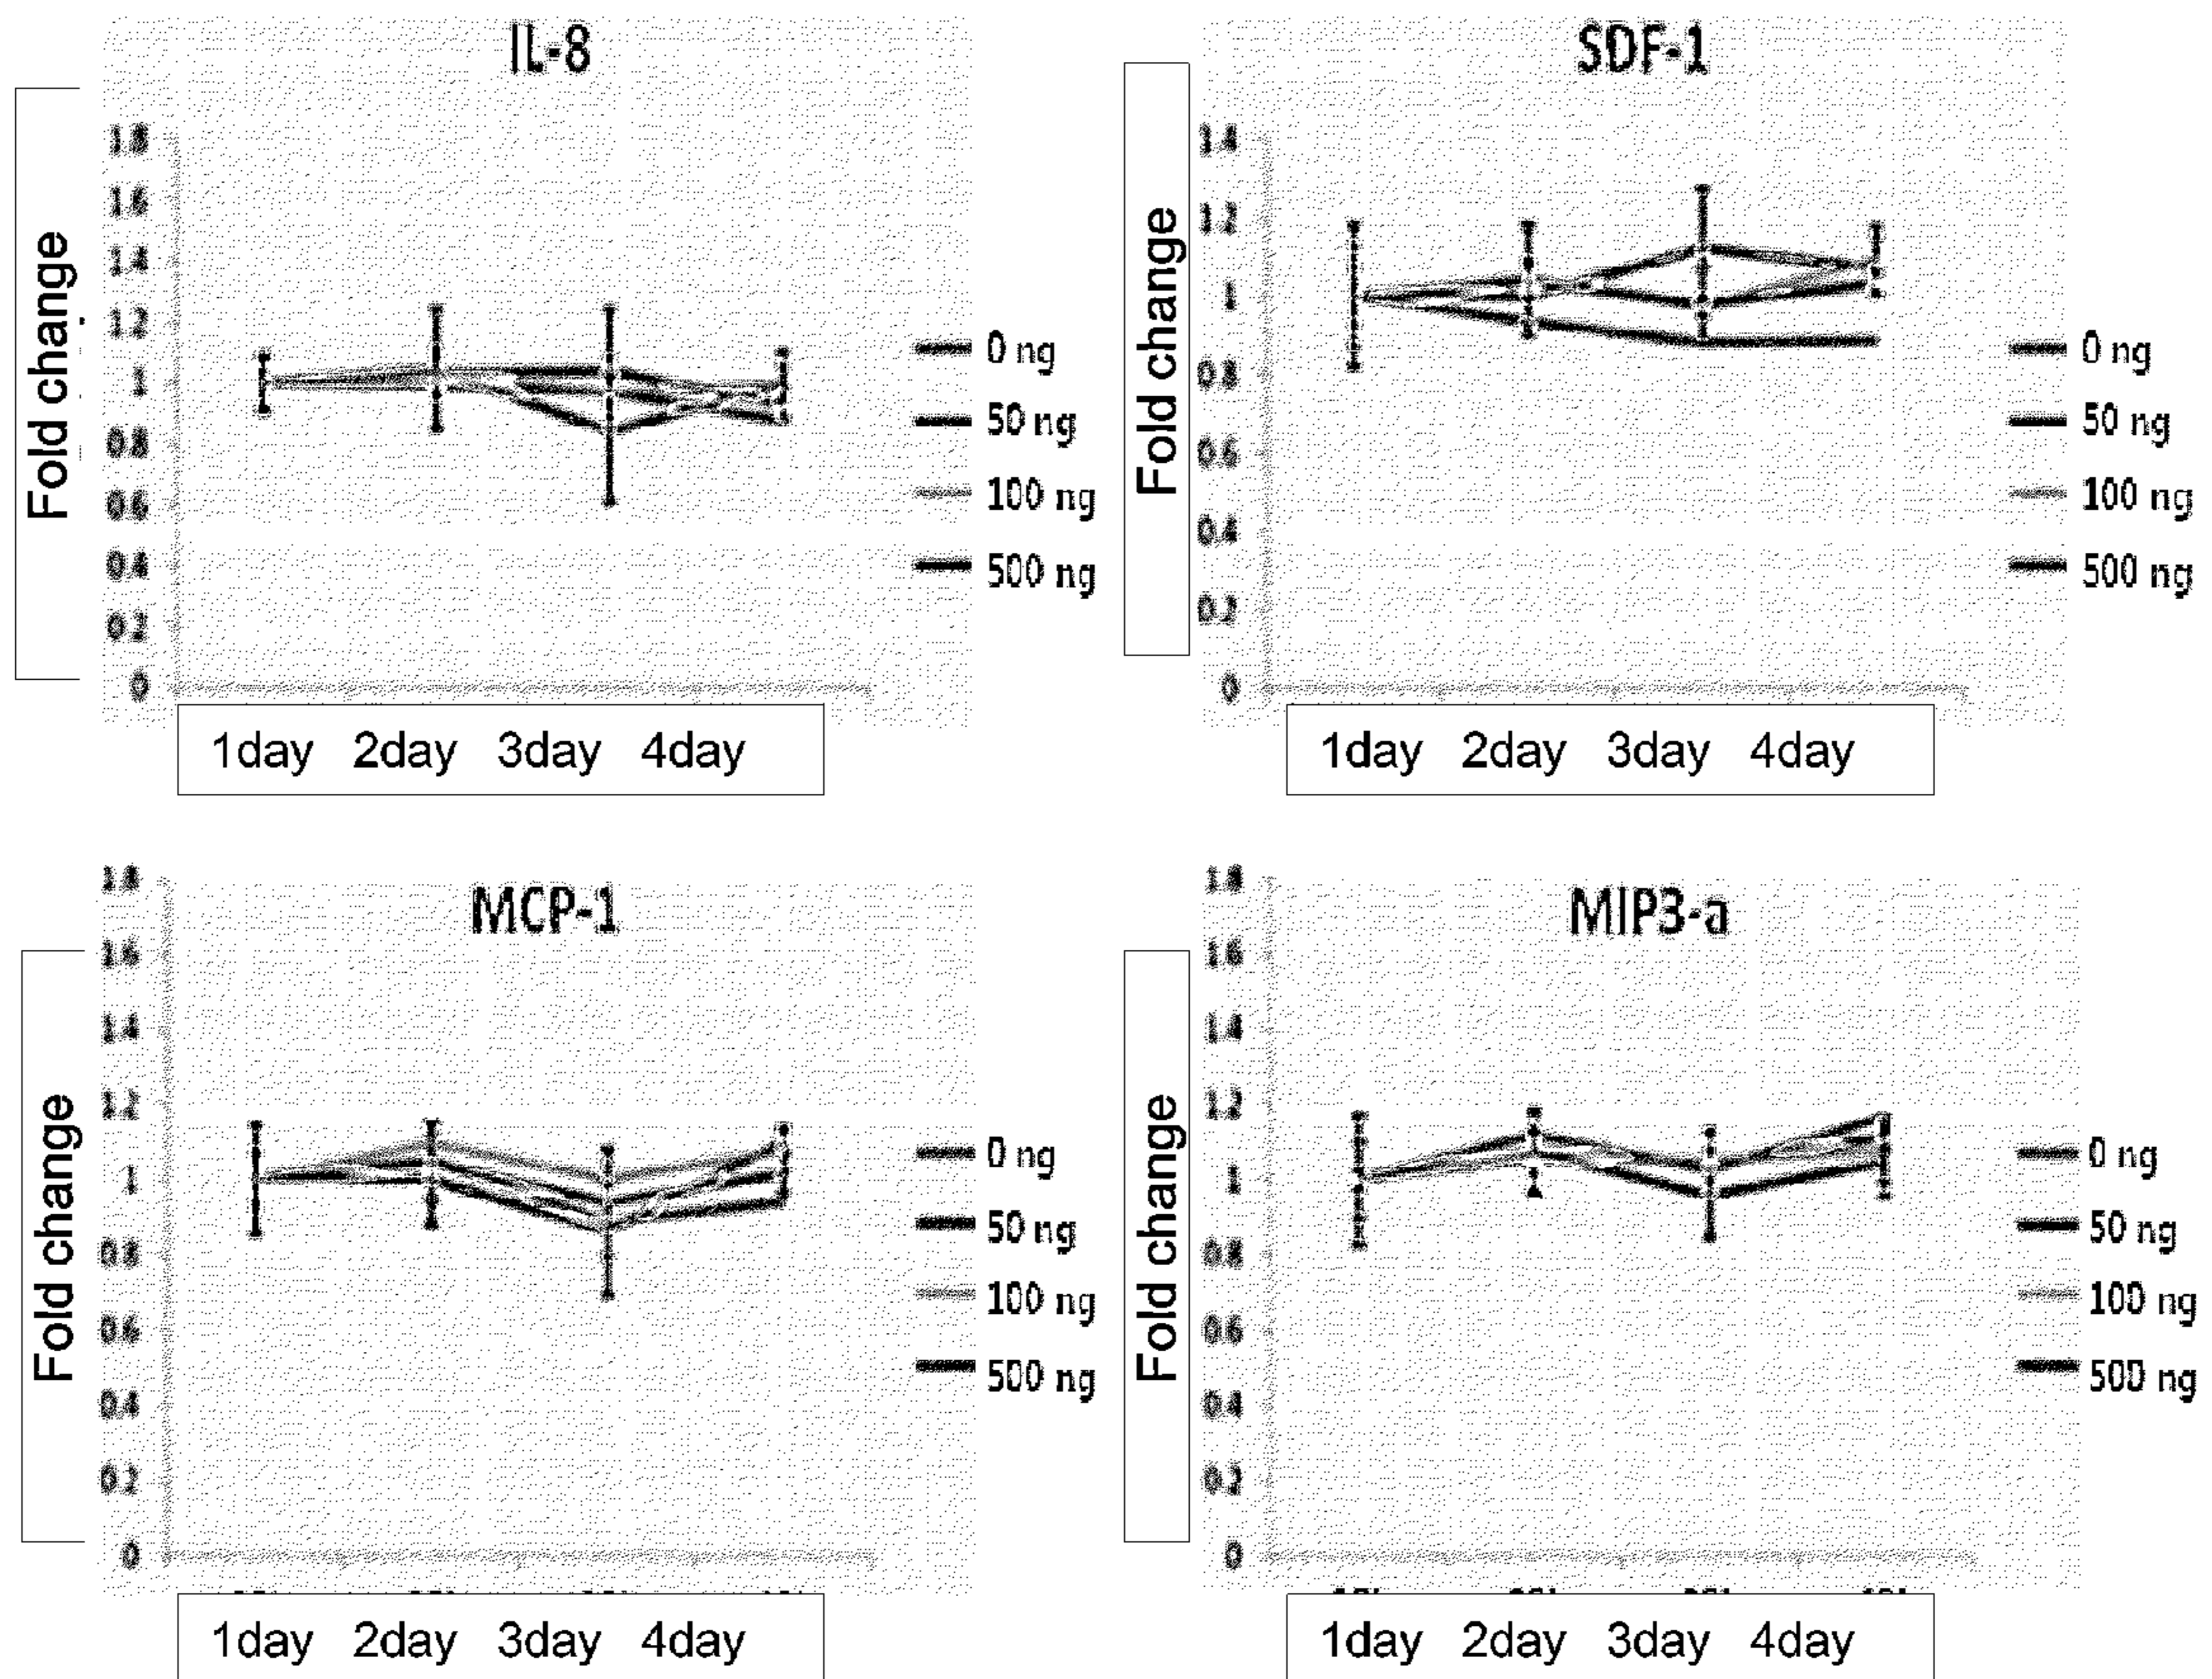 IL-8
Fold change
1.8
1.6
1.4
1.2
1
0.8
0.6
0.4
0.2
0
0 ng
50 ng
100 ng
500 ng
1day 2day 3day 4day
SDF-1
Fold change
1.4
1.2
1
0.8
0.6
0.4
0.2
0
0 ng
50 ng
100 ng
500 ng
1day 2day 3day 4day
MCP-1
Fold change
1.8
1.6
1.4
1.2
1
0.8
0.6
0.4
0.2
0
0 ng
50 ng
100 ng
500 ng
1day 2day 3day 4day
MIP3-a
Fold change
1.8
1.6
1.4
1.2
1
0.8
0.6
0.4
0.2
0
0 ng
50 ng
100 ng
500 ng
1day 2day 3day 4day